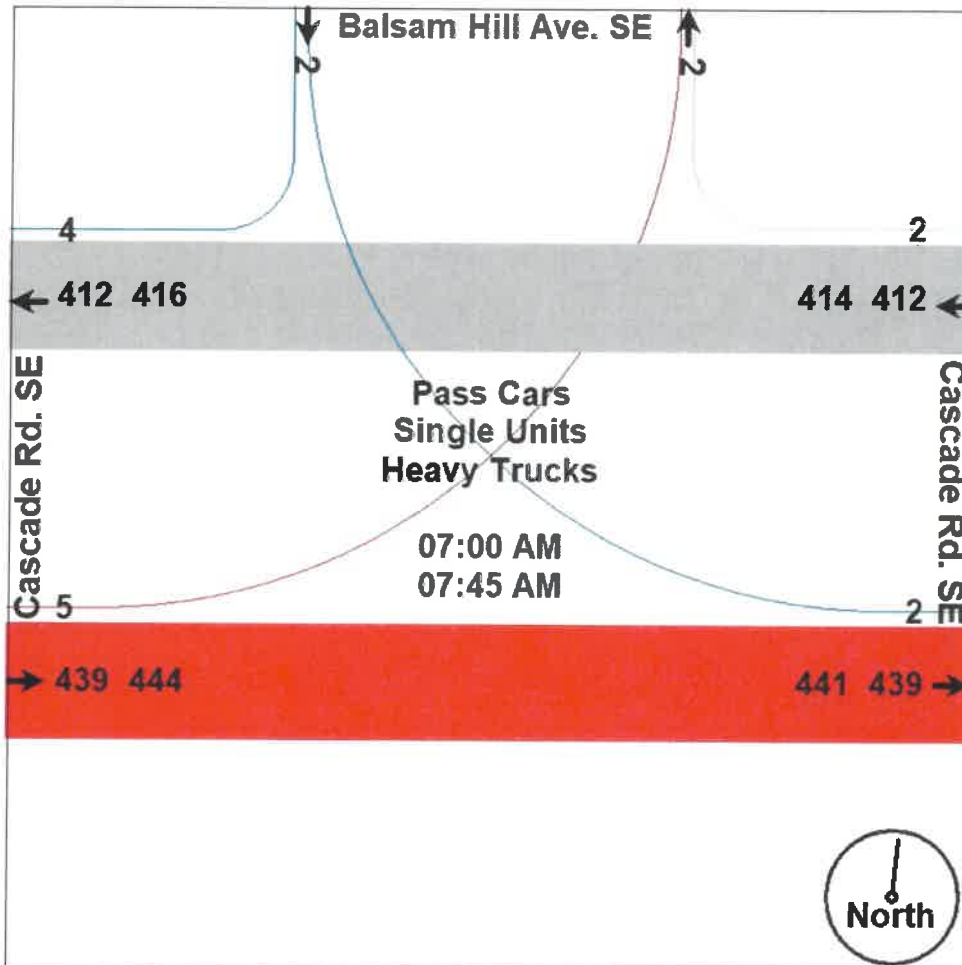 Balsam Hill Ave. SE
2
2
4
2
412 416
414 412
Cascade Rd. SE
Cascade Rd. SE
Pass Cars
Single Units
Heavy Trucks
07:00 AM
07:45 AM
5
2
439 444
441 439
North